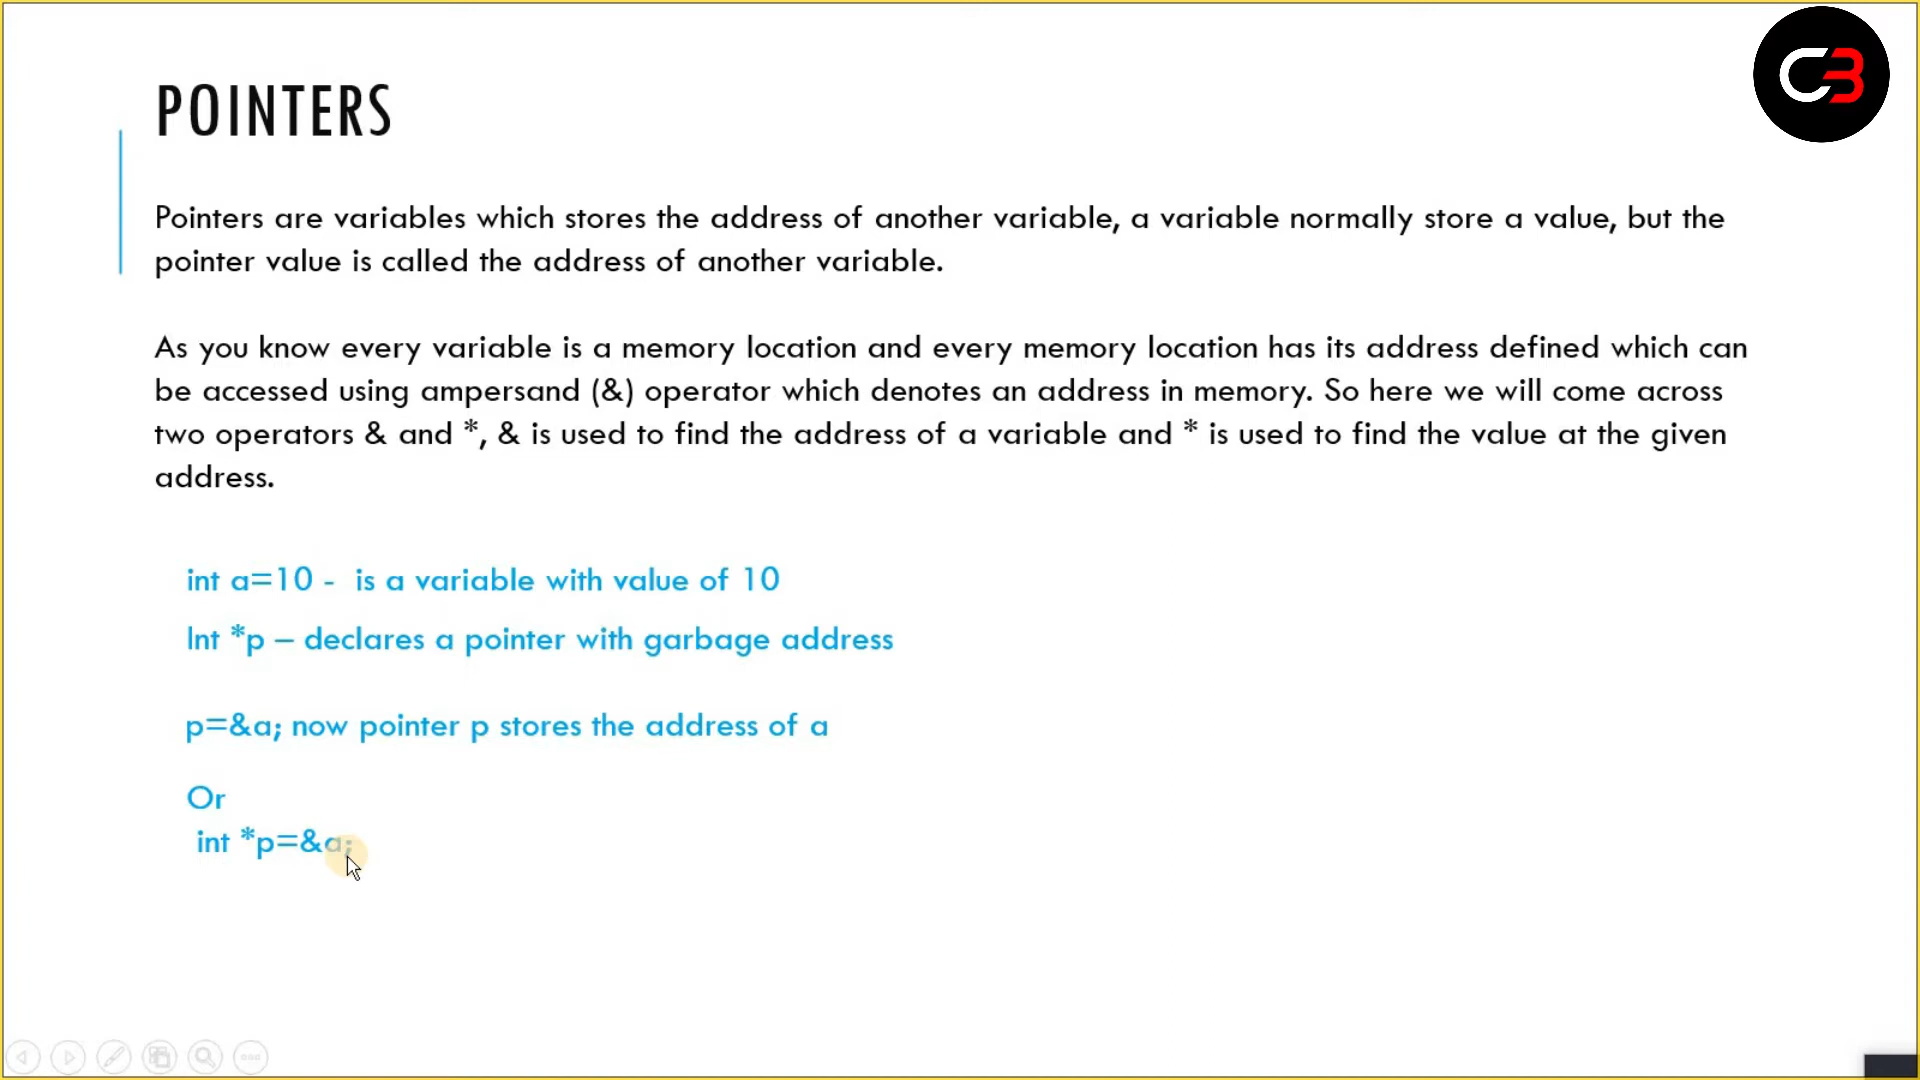 C3
POINTERS
Pointers are variables which stores the address of another variable, a variable normally store a value, but the
pointer value is called the address of another variable.
As you know every variable is a memory location and every memory location has its address defined which can
be accessed using ampersand (&) operator which denotes an address in memory. So here we will come across
two operators & and *, & is used to find the address of a variable and * is used to find the value at the given
address.
int a=10 -  is a variable with value of 10
Int *p – declares a pointer with garbage address
p=&a; now pointer p stores the address of a
Or
int *p=&a;